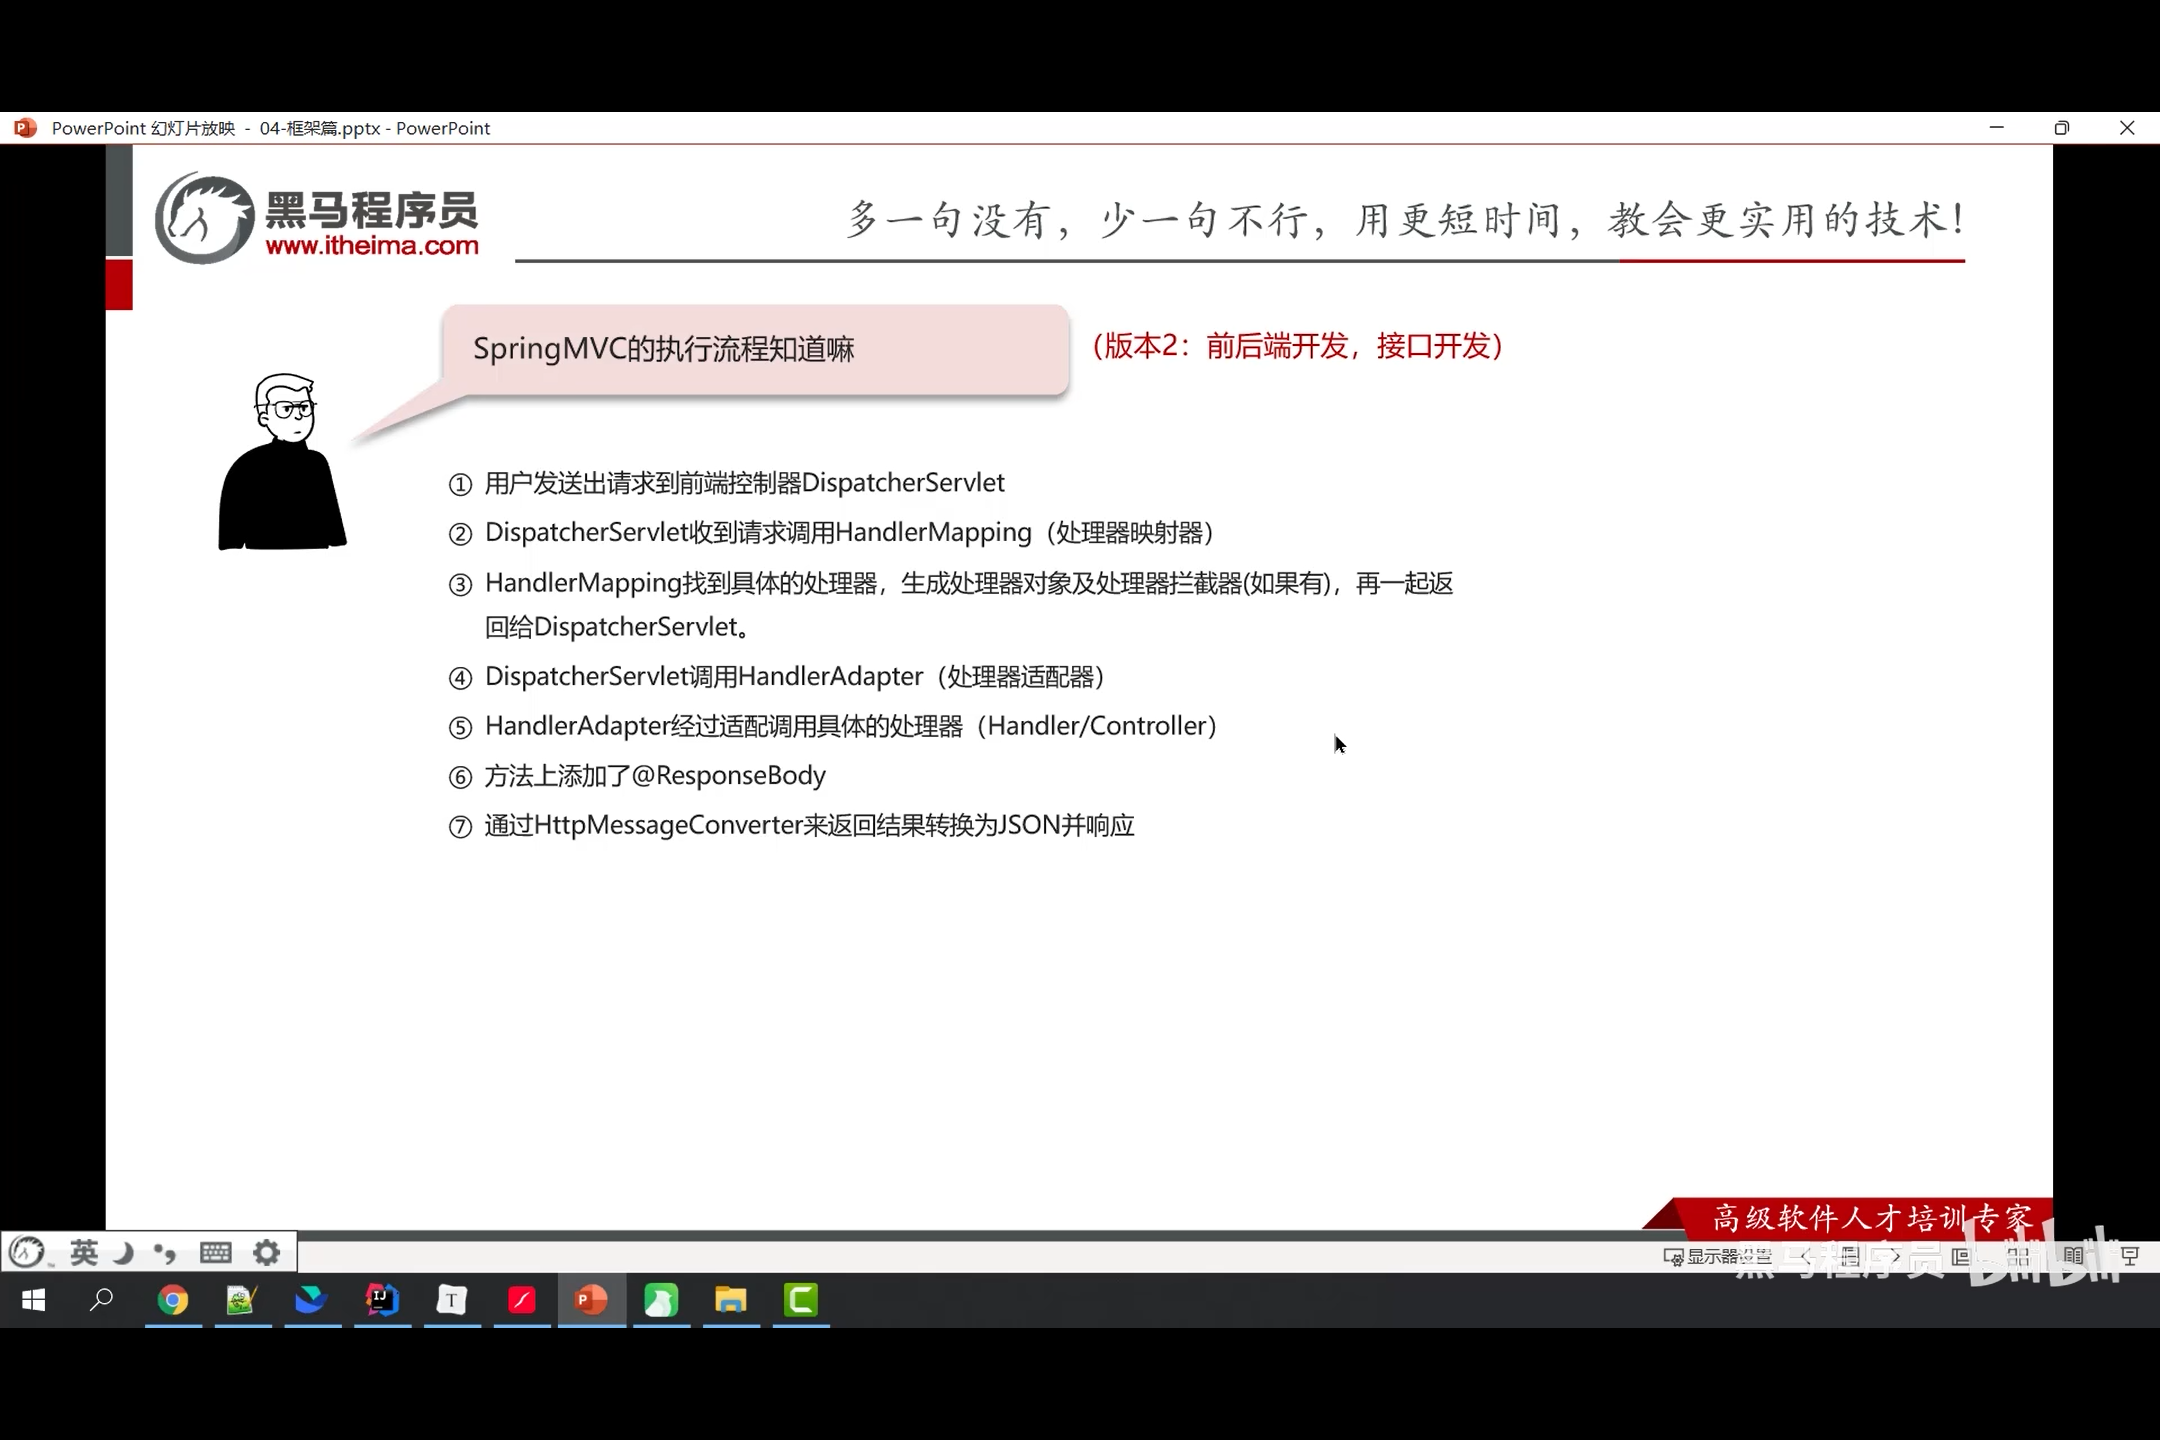 PowerPoint 幻灯片放映 - 04-框架篇.pptx - PowerPoint
黑马程序员
www.itheima.com
多一句没有，少一句不行，用更短时间，教会更实用的技术！
SpringMVC的执行流程知道嘛
（版本2：前后端开发，接口开发）
① 用户发送出请求到前端控制器DispatcherServlet
② DispatcherServlet收到请求调用HandlerMapping（处理器映射器）
③ HandlerMapping找到具体的处理器，生成处理器对象及处理器拦截器(如果有)，再一起返
回给DispatcherServlet。
④ DispatcherServlet调用HandlerAdapter（处理器适配器）
⑤ HandlerAdapter经过适配调用具体的处理器（Handler/Controller）
⑥ 方法上添加了@ResponseBody
⑦ 通过HttpMessageConverter来返回结果转换为JSON并响应
高级软件人才培训专家
英
显示器设置
黑马程序员 bilibili